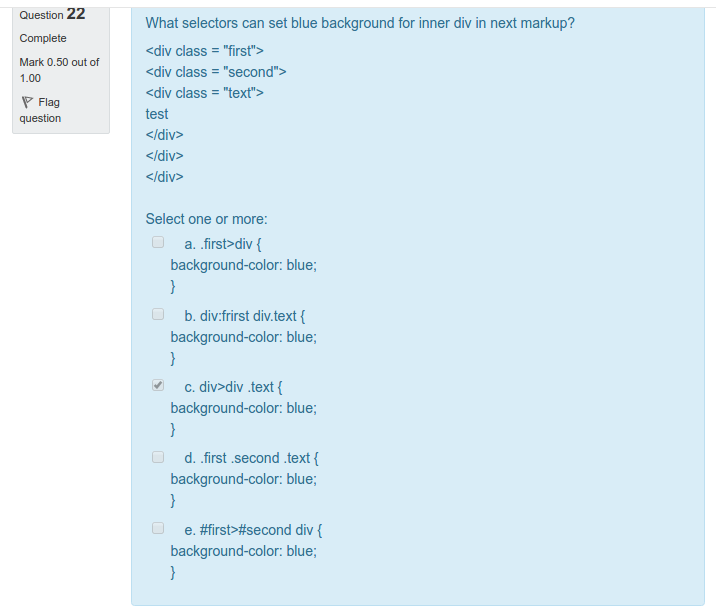 Question 22
Complete
Mark 0.50 out of
1.00
Flag
question
What selectors can set blue background for inner div in next markup?
<div class = "first">
<div class = "second">
<div class = "text">
test
</div>
</div>
</div>
Select one or more:
a. .first>div {
background-color: blue;
}
b. div:frirst div.text {
background-color: blue;
}
c. div>div .text {
background-color: blue;
}
d. .first .second .text {
background-color: blue;
}
e. #first>#second div {
background-color: blue;
}